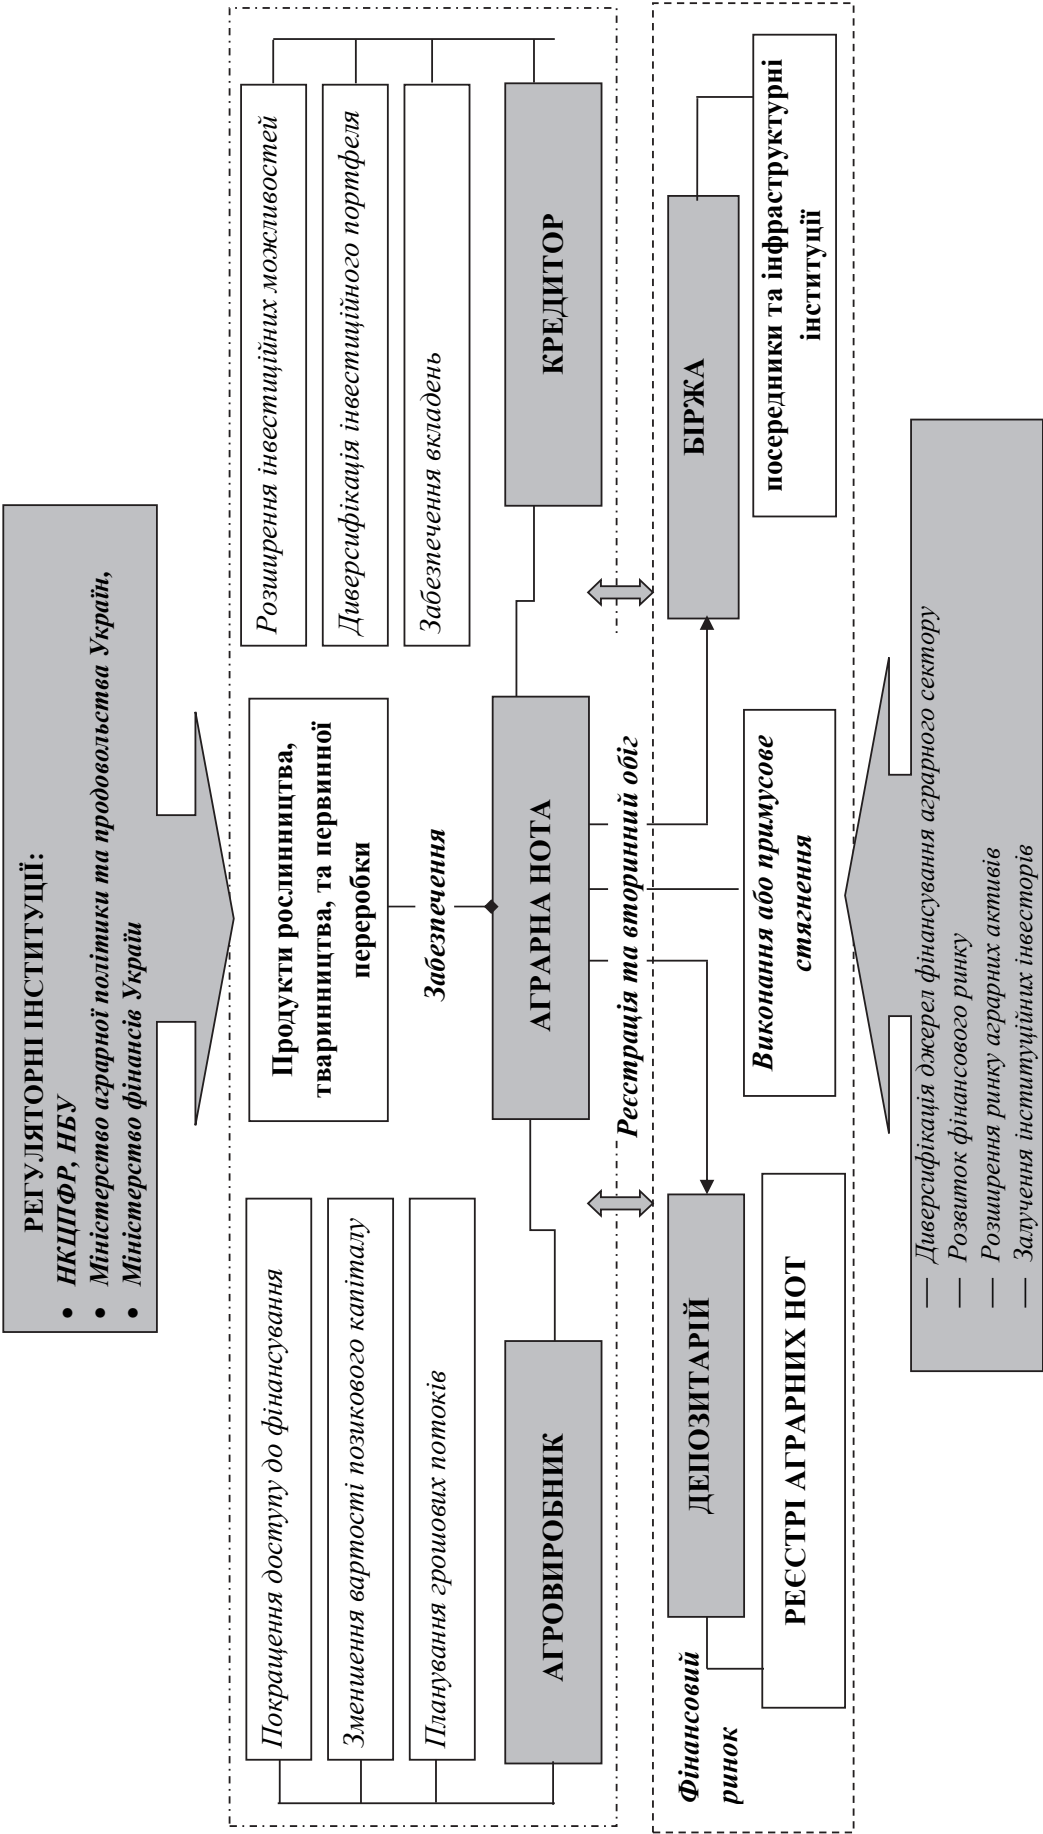 РЕГУЛЯТОРНІ ІНСТИТУЦІЇ:
• НКЦПФР, НБУ
• Міністерство аграрної політики та продовольства Україн,
• Міністерство фінансів Україи
Покращення доступу до фінансування
Зменшення вартості позикового капіталу
Планування грошових потоків
АГРОВИРОБНИК
Продукти рослинництва,
тваринництва, та первинної
переробки
Забезпечення
АГРАРНА НОТА
Розширення інвестиційних можливостей
Диверсифікація інвестиційного портфеля
Забезпечення вкладень
КРЕДИТОР
Реєстрація та вторинний обіг
Фінансовий
ринок
ДЕПОЗИТАРІЙ
РЕЄСТРІ АГРАРНИХ НОТ
Виконання або примусове
стягнення
БІРЖА
посередники та інфраструктурні
інституції
— Диверсифікація джерел фінансування аграрного сектору
— Розвиток фінансового ринку
— Розширення ринку аграрних активів
— Залучення інституційних інвесторів